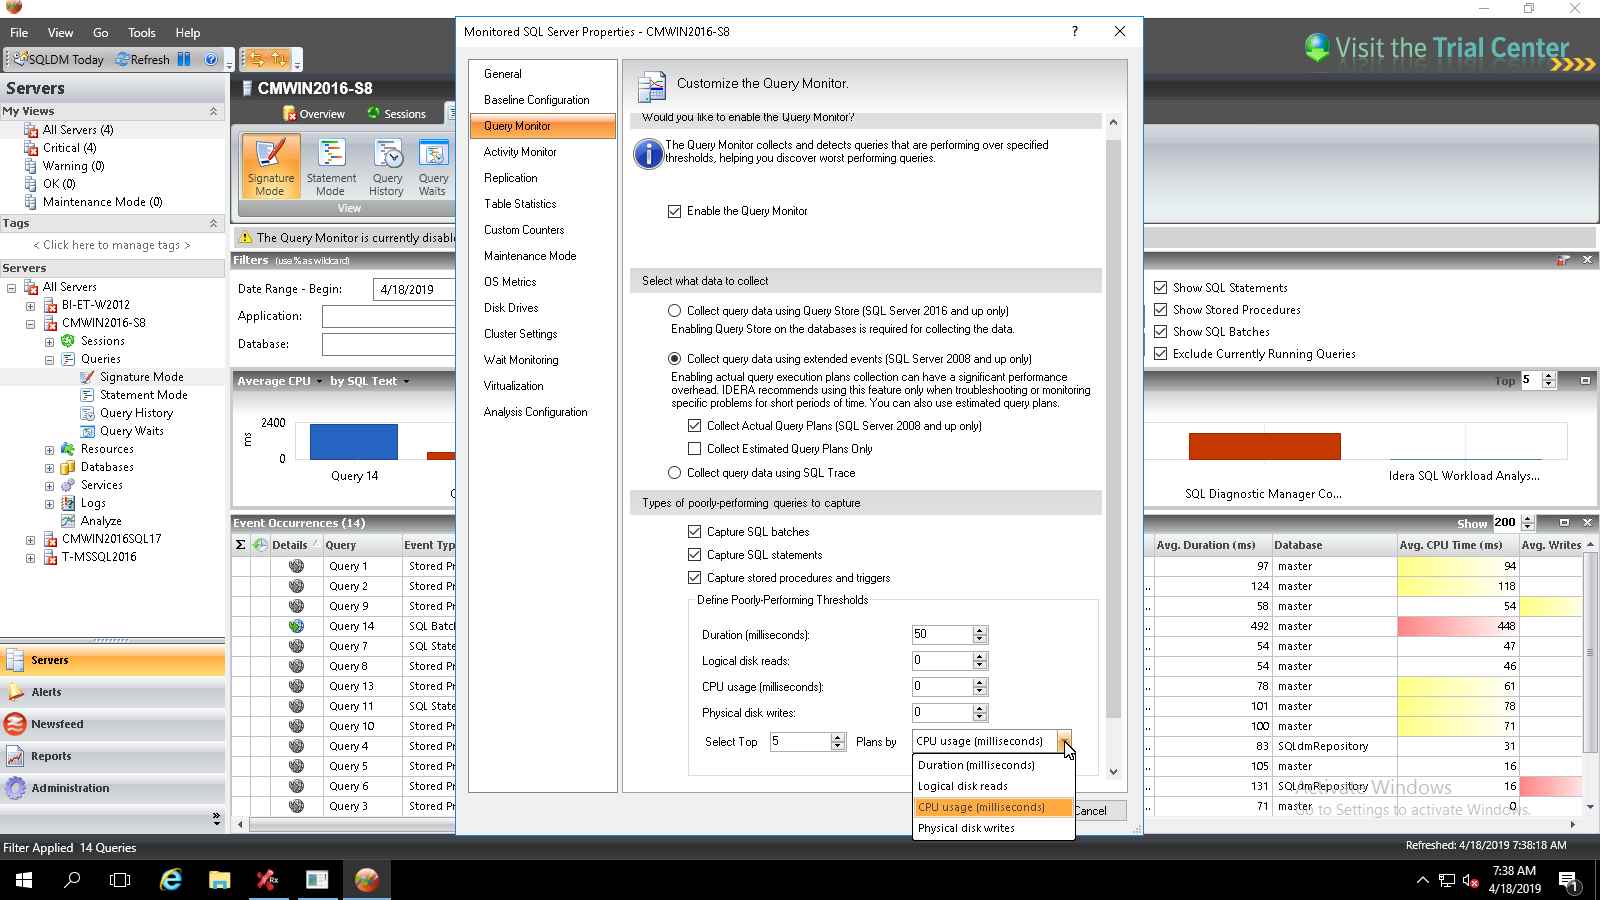 File View Go Tools Help
SQLDM Today Refresh
Visit the Trial Center
Servers
My Views
All Servers (4)
Critical (4)
Warning (0)
OK (0)
Maintenance Mode (0)
Tags
< Click here to manage tags >
Servers
All Servers
BI-ET-W2012
CMWIN2016-S8
Sessions
Queries
Signature Mode
Statement Mode
Query History
Query Waits
Resources
Databases
Services
Logs
Analyze
CMWIN2016SQL17
T-MSSQL2016
Servers
Alerts
Newsfeed
Reports
Administration
Filter Applied 14 Queries
CMWIN2016-S8
Overview Sessions
Signature Mode
Statement Mode
Query History
Query Waits
View
The Query Monitor is currently disable
Filters (use % as wildcard)
Date Range - Begin: 4/18/2019
Application:
Database:
Average CPU by SQL Text
2400
ms
0
Query 14
Event Occurrences (14)
Σ Details Query Event Typ
Query 1 Stored Pr
Query 2 Stored Pr
Query 9 Stored Pr
Query 14 SQL Batc
Query 7 SQL State
Query 8 Stored Pr
Query 13 Stored Pr
Query 11 SQL State
Query 10 Stored Pr
Query 4 Stored Pr
Query 5 Stored Pr
Query 6 Stored Pr
Query 3 Stored Pr
Monitored SQL Server Properties - CMWIN2016-S8
?
General
Baseline Configuration
Query Monitor
Activity Monitor
Replication
Table Statistics
Custom Counters
Maintenance Mode
OS Metrics
Disk Drives
Cluster Settings
Wait Monitoring
Virtualization
Analysis Configuration
Customize the Query Monitor.
Would you like to enable the Query Monitor?
The Query Monitor collects and detects queries that are performing over specified
thresholds, helping you discover worst performing queries.
Enable the Query Monitor
Select what data to collect
Collect query data using Query Store (SQL Server 2016 and up only)
Enabling Query Store on the databases is required for collecting the data.
Collect query data using extended events (SQL Server 2008 and up only)
Enabling actual query execution plans collection can have a significant performance
overhead. IDERA recommends using this feature only when troubleshooting or monitoring
specific problems for short periods of time. You can also use estimated query plans.
Collect Actual Query Plans (SQL Server 2008 and up only)
Collect Estimated Query Plans Only
Collect query data using SQL Trace
Types of poorly-performing queries to capture
Capture SQL batches
Capture SQL statements
Capture stored procedures and triggers
Define Poorly-Performing Thresholds
Duration (milliseconds): 50
Logical disk reads: 0
CPU usage (milliseconds): 0
Physical disk writes: 0
Select Top 5 Plans by CPU usage (milliseconds)
Duration (milliseconds)
Logical disk reads
CPU usage (milliseconds)
Physical disk writes
Cancel
Show SQL Statements
Show Stored Procedures
Show SQL Batches
Exclude Currently Running Queries
Top 5
SQL Diagnostic Manager Co...
Idera SQL Workload Analys...
Show 200
Avg. Duration (ms) Database Avg. CPU Time (ms) Avg. Writes
97 master 94
124 master 118
58 master 54
492 master 448
54 master 47
54 master 46
78 master 61
101 master 78
100 master 71
83 SQLdmRepository 31
105 master 16
131 SQLdmRepository 16
71 master 0
Activate Windows
Go to Settings to activate Windows.
Refreshed: 4/18/2019 7:38:18 AM
7:38 AM
4/18/2019
1